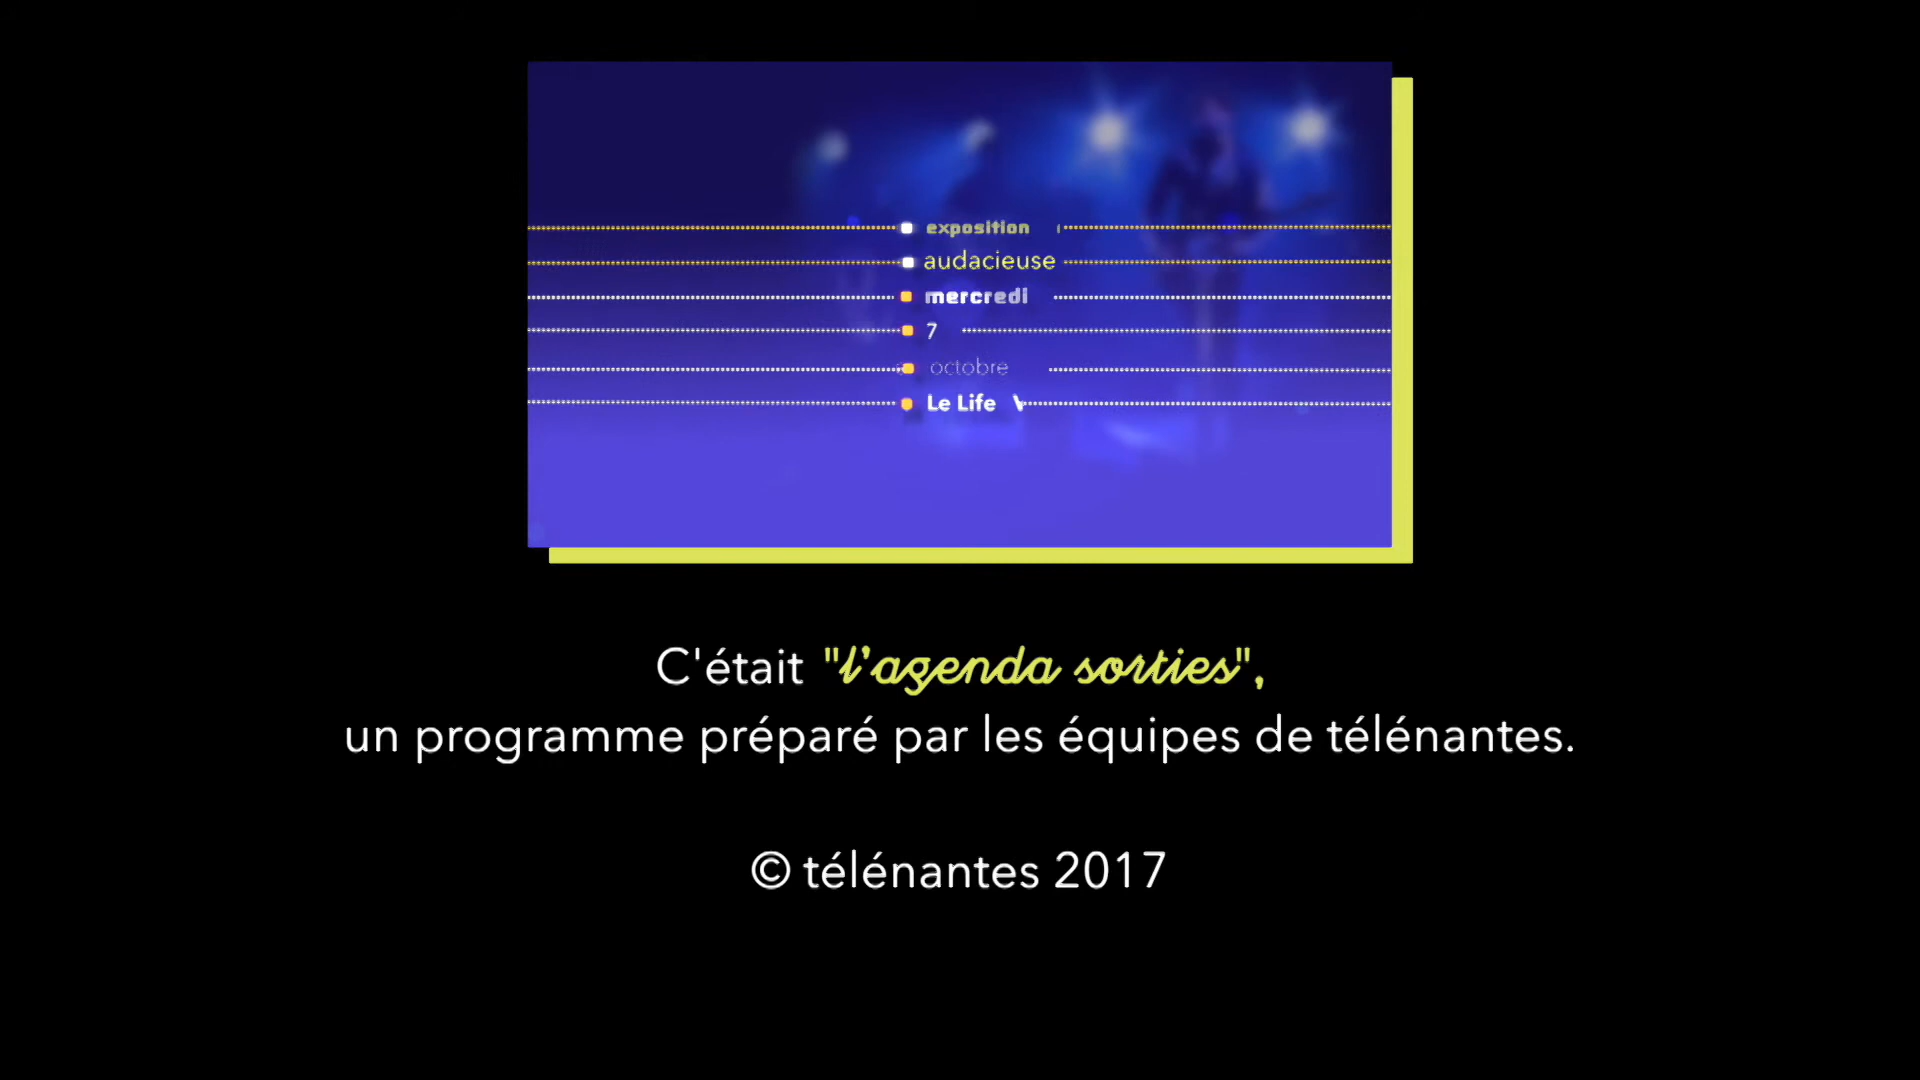 exposition
audacieuse
mercredi
7
octobre
Le Life
C'était "l'agenda sorties",
un programme préparé par les équipes de télénantes.
© télénantes 2017